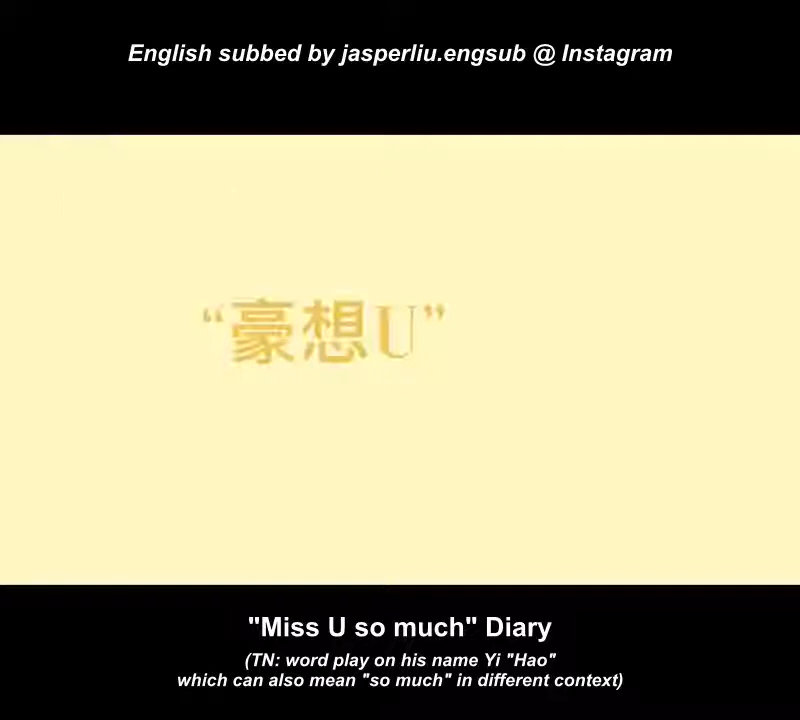 English subbed by jasperliu.engsub @ Instagram
“豪想U”
"Miss U so much" Diary
(TN: word play on his name Yi "Hao"
which can also mean "so much" in different context)